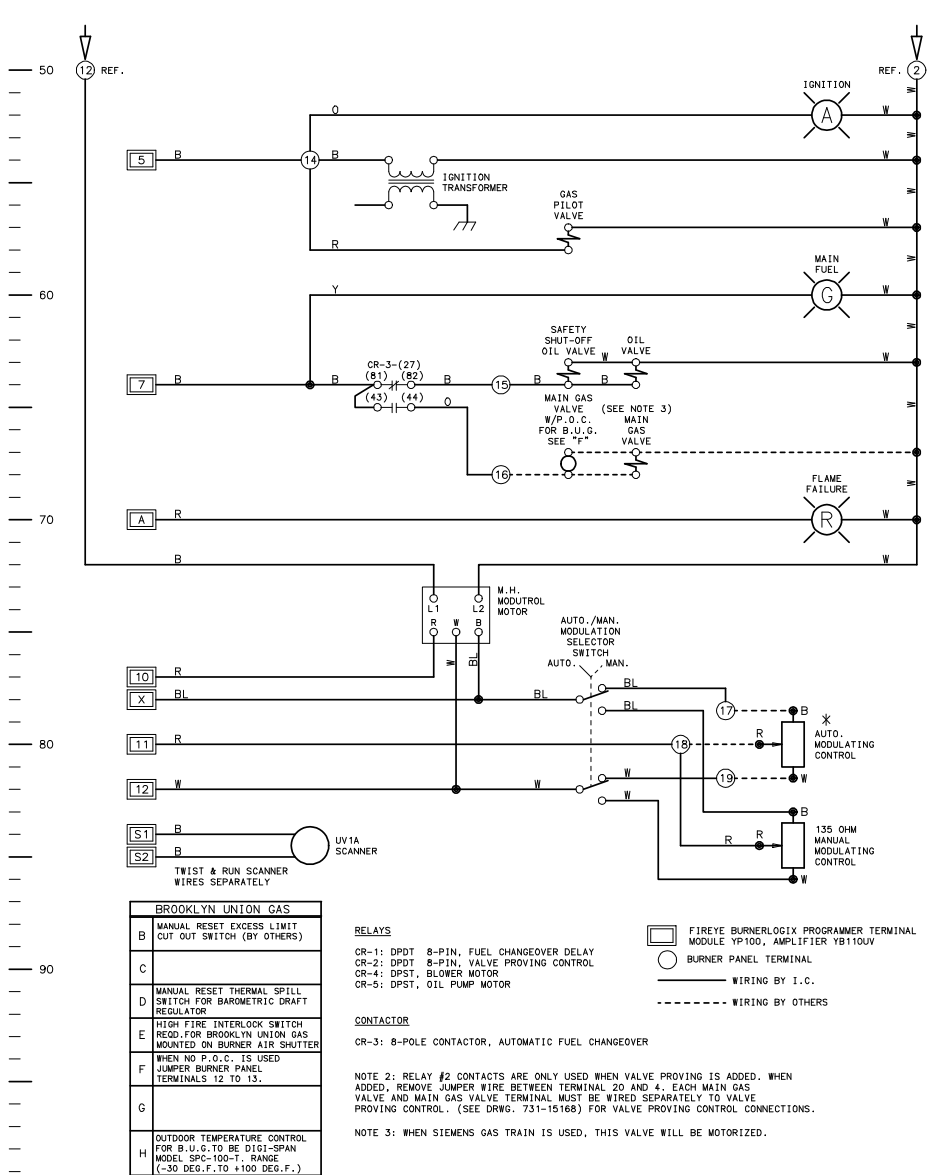 50
12 REF.
REF. 2
W
IGNITION
O
A
W
W
5
B
14
B
W
IGNITION
TRANSFORMER
GAS
PILOT
VALVE
W
W
R
W
MAIN
FUEL
60
Y
G
W
W
SAFETY
SHUT-OFF
OIL VALVE
OIL
VALVE
W
W
CR-3-(27)
(81) (82)
7
B
B
B
15
B
B
(43) (44)
O
MAIN GAS
VALVE
W/P.O.C.
FOR B.U.G.
SEE "F"
(SEE NOTE 3)
MAIN
GAS
VALVE
W
16
W
FLAME
FAILURE
70
A
R
R
W
B
W
M.H.
MODUTROL
MOTOR
L1
L2
R W B
W
BL
AUTO./MAN.
MODULATION
SELECTOR
SWITCH
AUTO. MAN.
10
R
X
BL
BL
BL
BL
17
B
80
11
R
18
R
AUTO.
MODULATING
CONTROL
12
W
W
W
19
W
W
B
S1
B
UV1A
SCANNER
R
R
135 OHM
MANUAL
MODULATING
CONTROL
S2
B
W
TWIST & RUN SCANNER
WIRES SEPARATELY
BROOKLYN UNION GAS
B
MANUAL RESET EXCESS LIMIT
CUT OUT SWITCH (BY OTHERS)
C
D
MANUAL RESET THERMAL SPILL
SWITCH FOR BAROMETRIC DRAFT
REGULATOR
E
HIGH FIRE INTERLOCK SWITCH
REQD.FOR BROOKLYN UNION GAS
MOUNTED ON BURNER AIR SHUTTER
F
WHEN NO P.O.C. IS USED
JUMPER BURNER PANEL
TERMINALS 12 TO 13.
G
H
OUTDOOR TEMPERATURE CONTROL
FOR B.U.G.TO BE DIGI-SPAN
MODEL SPC-100-T. RANGE
(-30 DEG.F.TO +100 DEG.F.)
90
RELAYS
CR-1: DPDT 8-PIN, FUEL CHANGEOVER DELAY
CR-2: DPDT 8-PIN, VALVE PROVING CONTROL
CR-4: DPST, BLOWER MOTOR
CR-5: DPST, OIL PUMP MOTOR
CONTACTOR
CR-3: 8-POLE CONTACTOR, AUTOMATIC FUEL CHANGEOVER
FIREYE BURNERLOGIX PROGRAMMER TERMINAL
MODULE YP100, AMPLIFIER YB110UV
BURNER PANEL TERMINAL
WIRING BY I.C.
WIRING BY OTHERS
NOTE 2: RELAY #2 CONTACTS ARE ONLY USED WHEN VALVE PROVING IS ADDED. WHEN
ADDED, REMOVE JUMPER WIRE BETWEEN TERMINAL 20 AND 4. EACH MAIN GAS
VALVE AND MAIN GAS VALVE TERMINAL MUST BE WIRED SEPARATELY TO VALVE
PROVING CONTROL. (SEE DRWG. 731-15168) FOR VALVE PROVING CONTROL CONNECTIONS.
NOTE 3: WHEN SIEMENS GAS TRAIN IS USED, THIS VALVE WILL BE MOTORIZED.